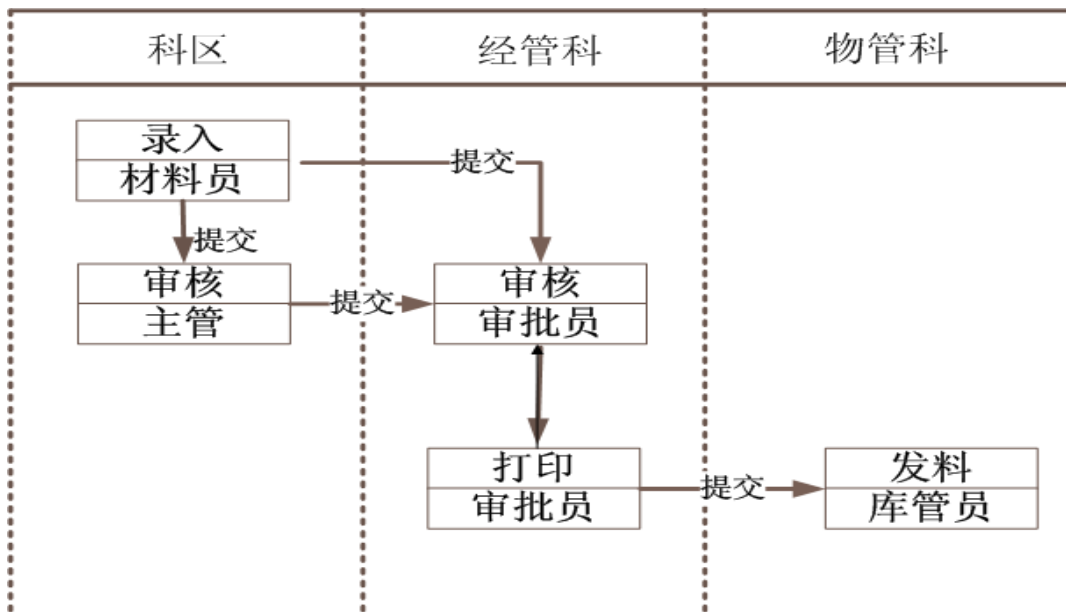 科区
经管科
物管科
录入
材料员
提交
提交
审核
主管
提交
审核
审批员
打印
审批员
提交
发料
库管员